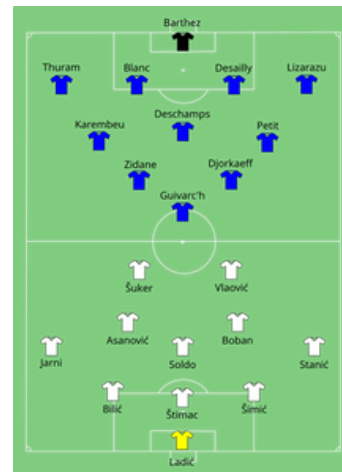 Barthez
Thuram Blanc Desailly Lizarazu
Deschamps
Karembeu Petit
Zidane Djorkaeff
Guivarc'h
Šuker Vlaović
Asanović Boban
Jarni Soldo Stanić
Bilić Štimac Šimić
Ladić